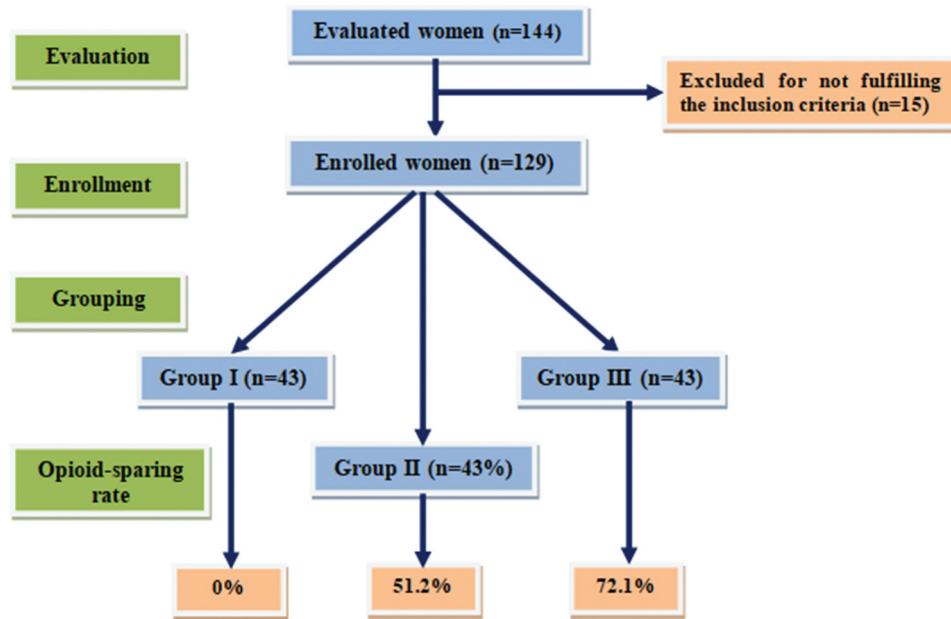 Evaluation
Evaluated women (n=144)
Excluded for not fulfilling
the inclusion criteria (n=15)
Enrollment
Enrolled women (n=129)
Grouping
Group I (n=43)
Group III (n=43)
Opioid-sparing
rate
Group II (n=43%)
0%
51.2%
72.1%